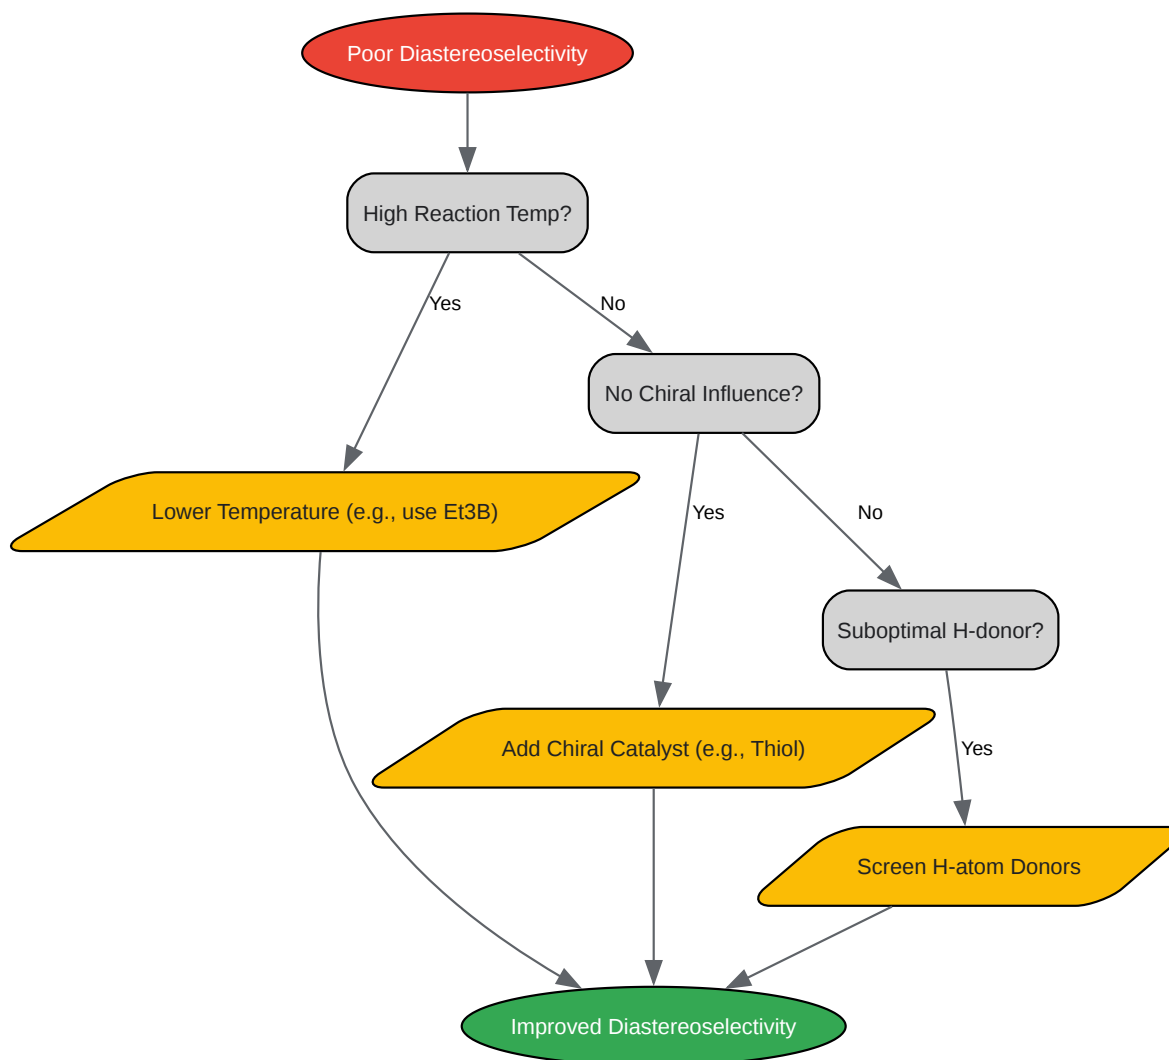 Poor Diastereoselectivity
High Reaction Temp?
Yes
No
No Chiral Influence?
Lower Temperature (e.g., use Et3B)
Yes
No
Suboptimal H-donor?
Add Chiral Catalyst (e.g., Thiol)
Yes
Screen H-atom Donors
Improved Diastereoselectivity